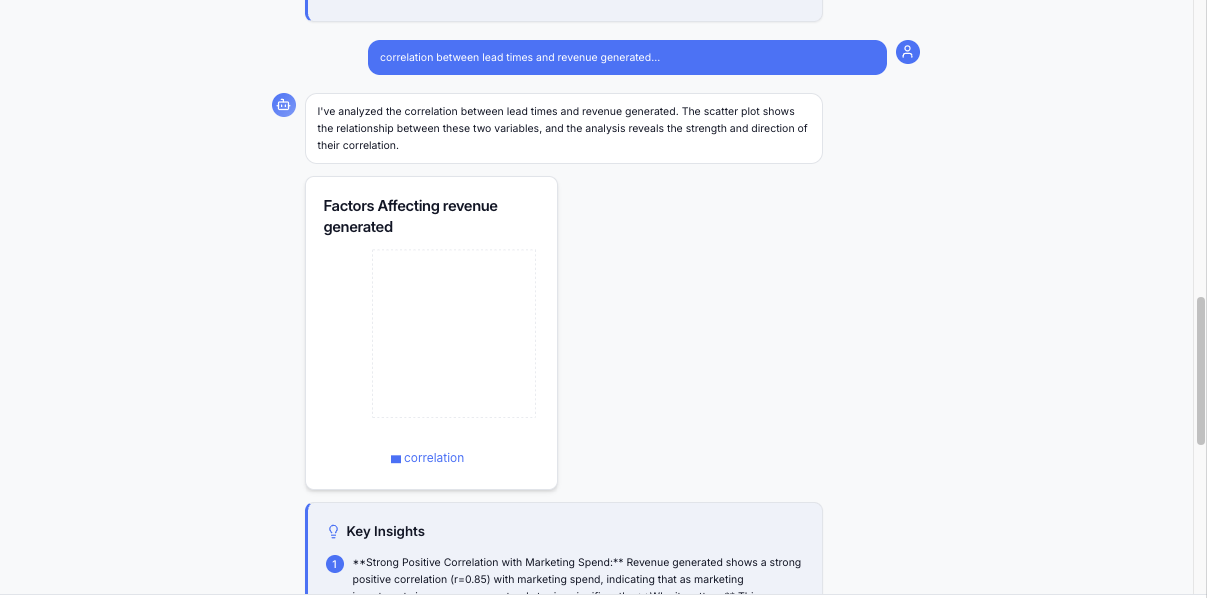 correlation between lead times and revenue generated...
I've analyzed the correlation between lead times and revenue generated. The scatter plot shows
the relationship between these two variables, and the analysis reveals the strength and direction of
their correlation.
Factors Affecting revenue
generated
correlation
Key Insights
1 **Strong Positive Correlation with Marketing Spend:** Revenue generated shows a strong
positive correlation (r=0.85) with marketing spend, indicating that as marketing